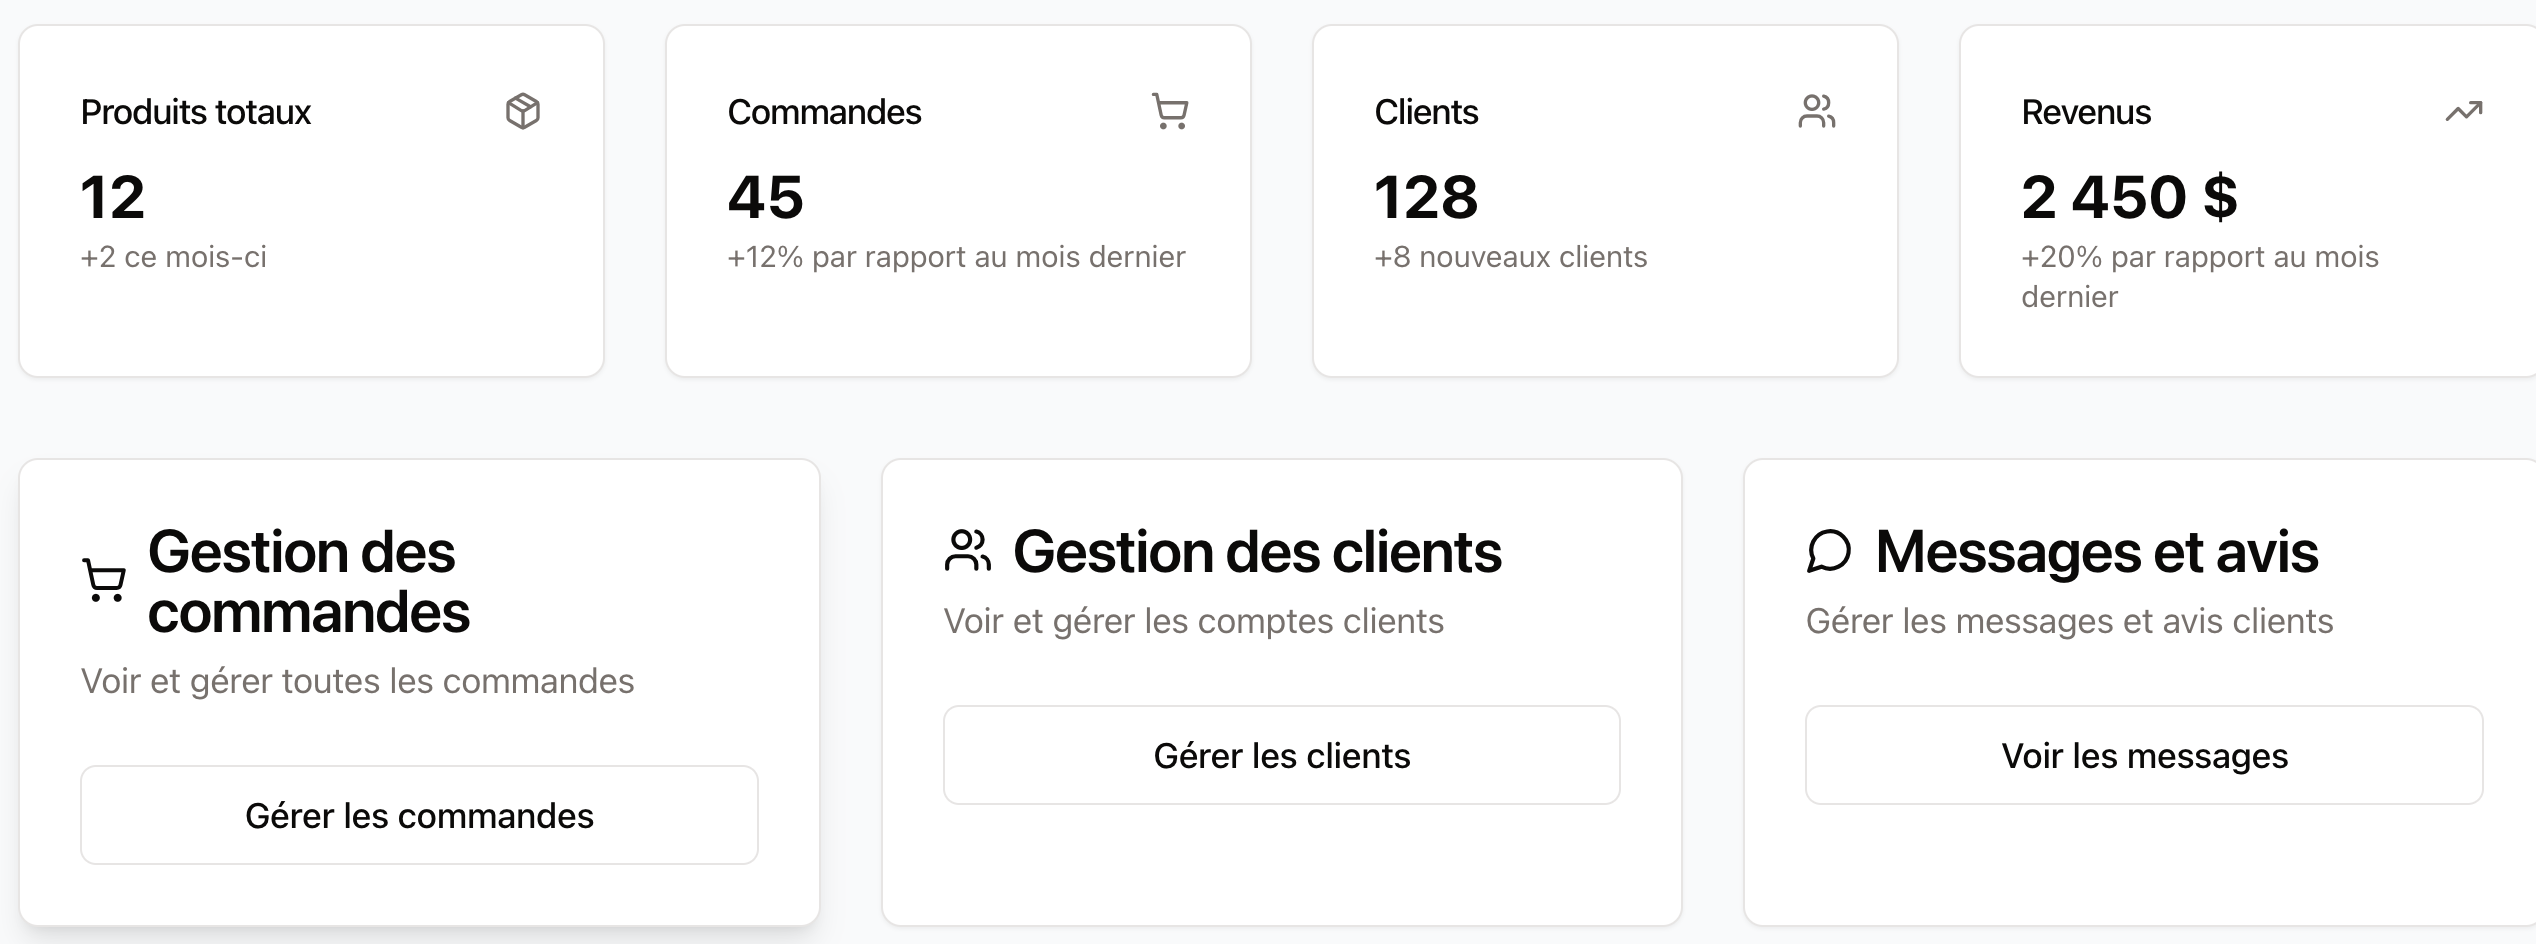 Produits totaux
12
+2 ce mois-ci
Commandes
45
+12% par rapport au mois dernier
Clients
128
+8 nouveaux clients
Revenus
2 450 $
+20% par rapport au mois
dernier
Gestion des
commandes
Voir et gérer toutes les commandes
Gérer les commandes
Gestion des clients
Voir et gérer les comptes clients
Gérer les clients
Messages et avis
Gérer les messages et avis clients
Voir les messages